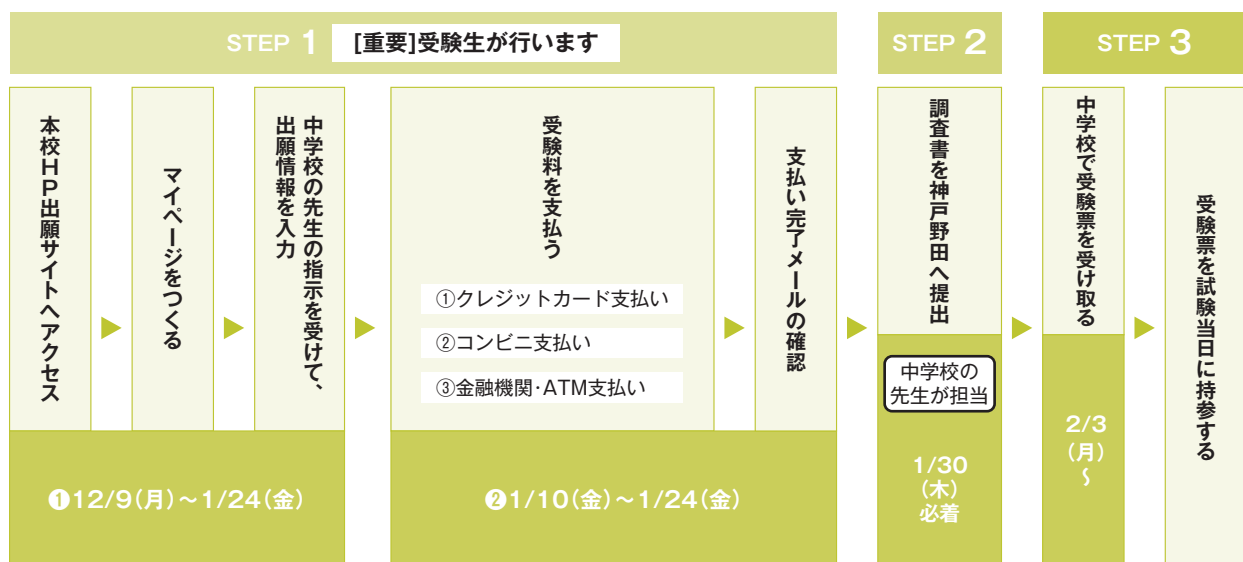 STEP 1 [重要]受験生が行います
本校HP出願サイトへアクセス
マイページをつくる
中学校の先生の指示を受けて、
出願情報を入力
❶12/9(月)～1/24(金)
受験料を支払う
①クレジットカード支払い
②コンビニ支払い
③金融機関・ATM支払い
支払い完了メールの確認
❷1/10(金)～1/24(金)
STEP 2
調査書を神戸野田へ提出
中学校の
先生が担当
1/30
(木)
必着
STEP 3
中学校で受験票を受け取る
2/3
(月)
～
受験票を試験当日に持参する